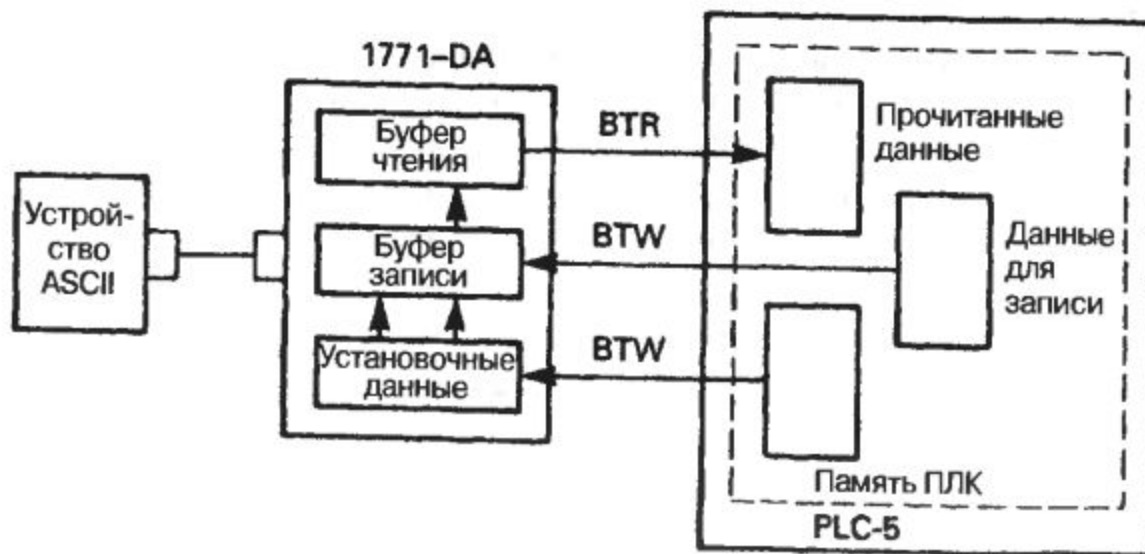 1771-DA
Буфер
чтения
BTR
Прочитанные
данные
Устрой-
ство
ASCII
Буфер
записи
BTW
Данные
для
записи
Установочные
данные
BTW
Память ПЛК
PLC-5